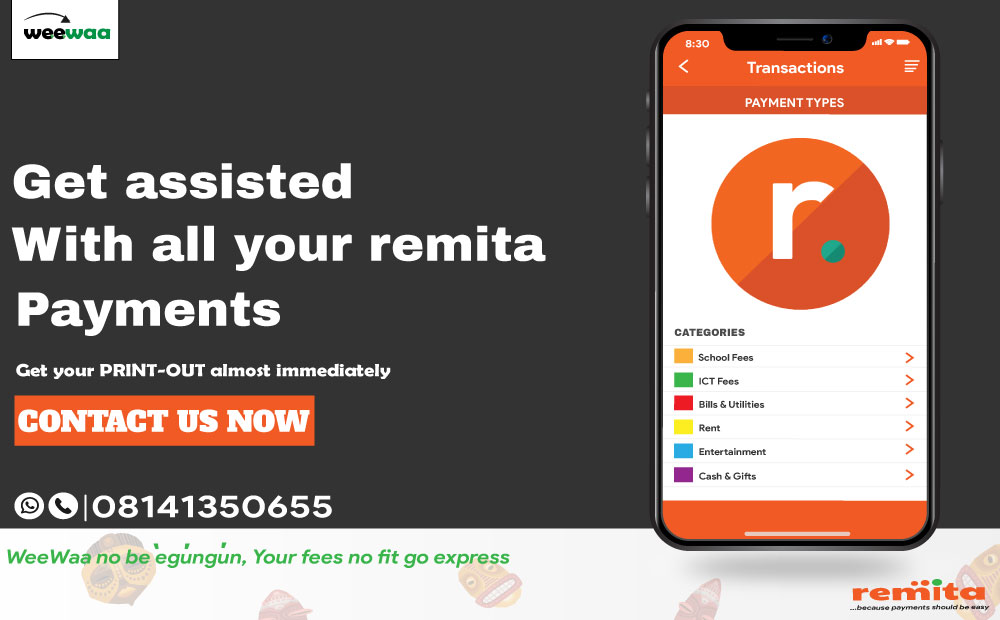 weewaa
Get assisted
With all your remita
Payments
Get your PRINT-OUT almost immediately
CONTACT US NOW
|08141350655
WeeWaa no be egúngún, Your fees no fit go express
8:30
Transactions
PAYMENT TYPES
r.
CATEGORIES
School Fees
ICT Fees
Bills & Utilities
Rent
Entertainment
Cash & Gifts
remita
...because payments should be easy